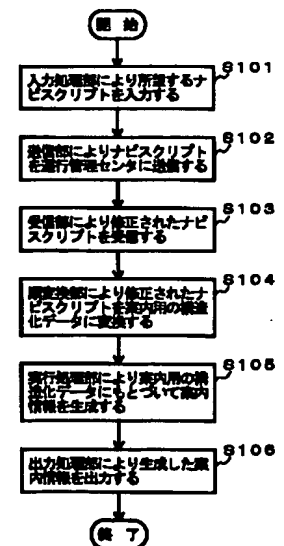 開 始
S101
入力処理部により所望するナ
ビスクリプトを入力する
S102
送信部によりナビスクリプト
を運行管理センタに送信する
S103
受信部により修正されたナビ
スクリプトを受信する
S104
変換部により修正されたナ
ビスクリプトを案内用の構造
化データに変換する
S105
実行処理部により案内用の構
造化データにもとづいて案内
情報を生成する
S106
出力処理部により生成した案
内情報を出力する
終 了